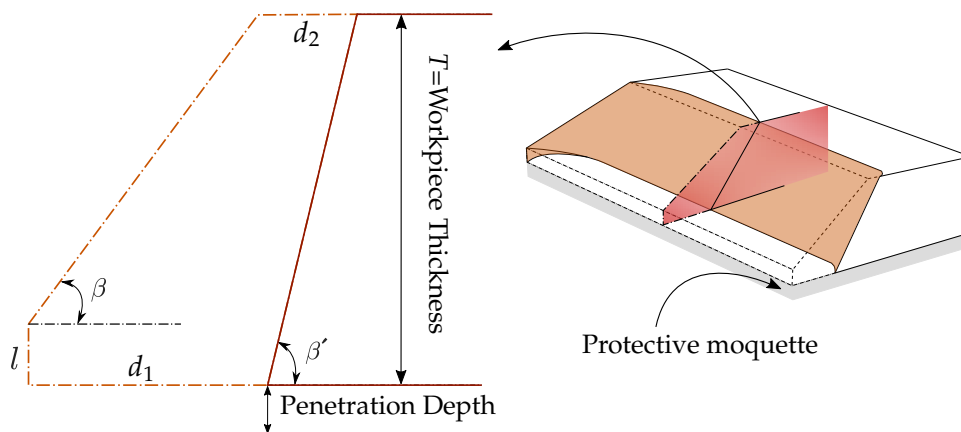 d₂
T=Workpiece Thickness
β
l
d₁
β′
Penetration Depth
Protective moquette